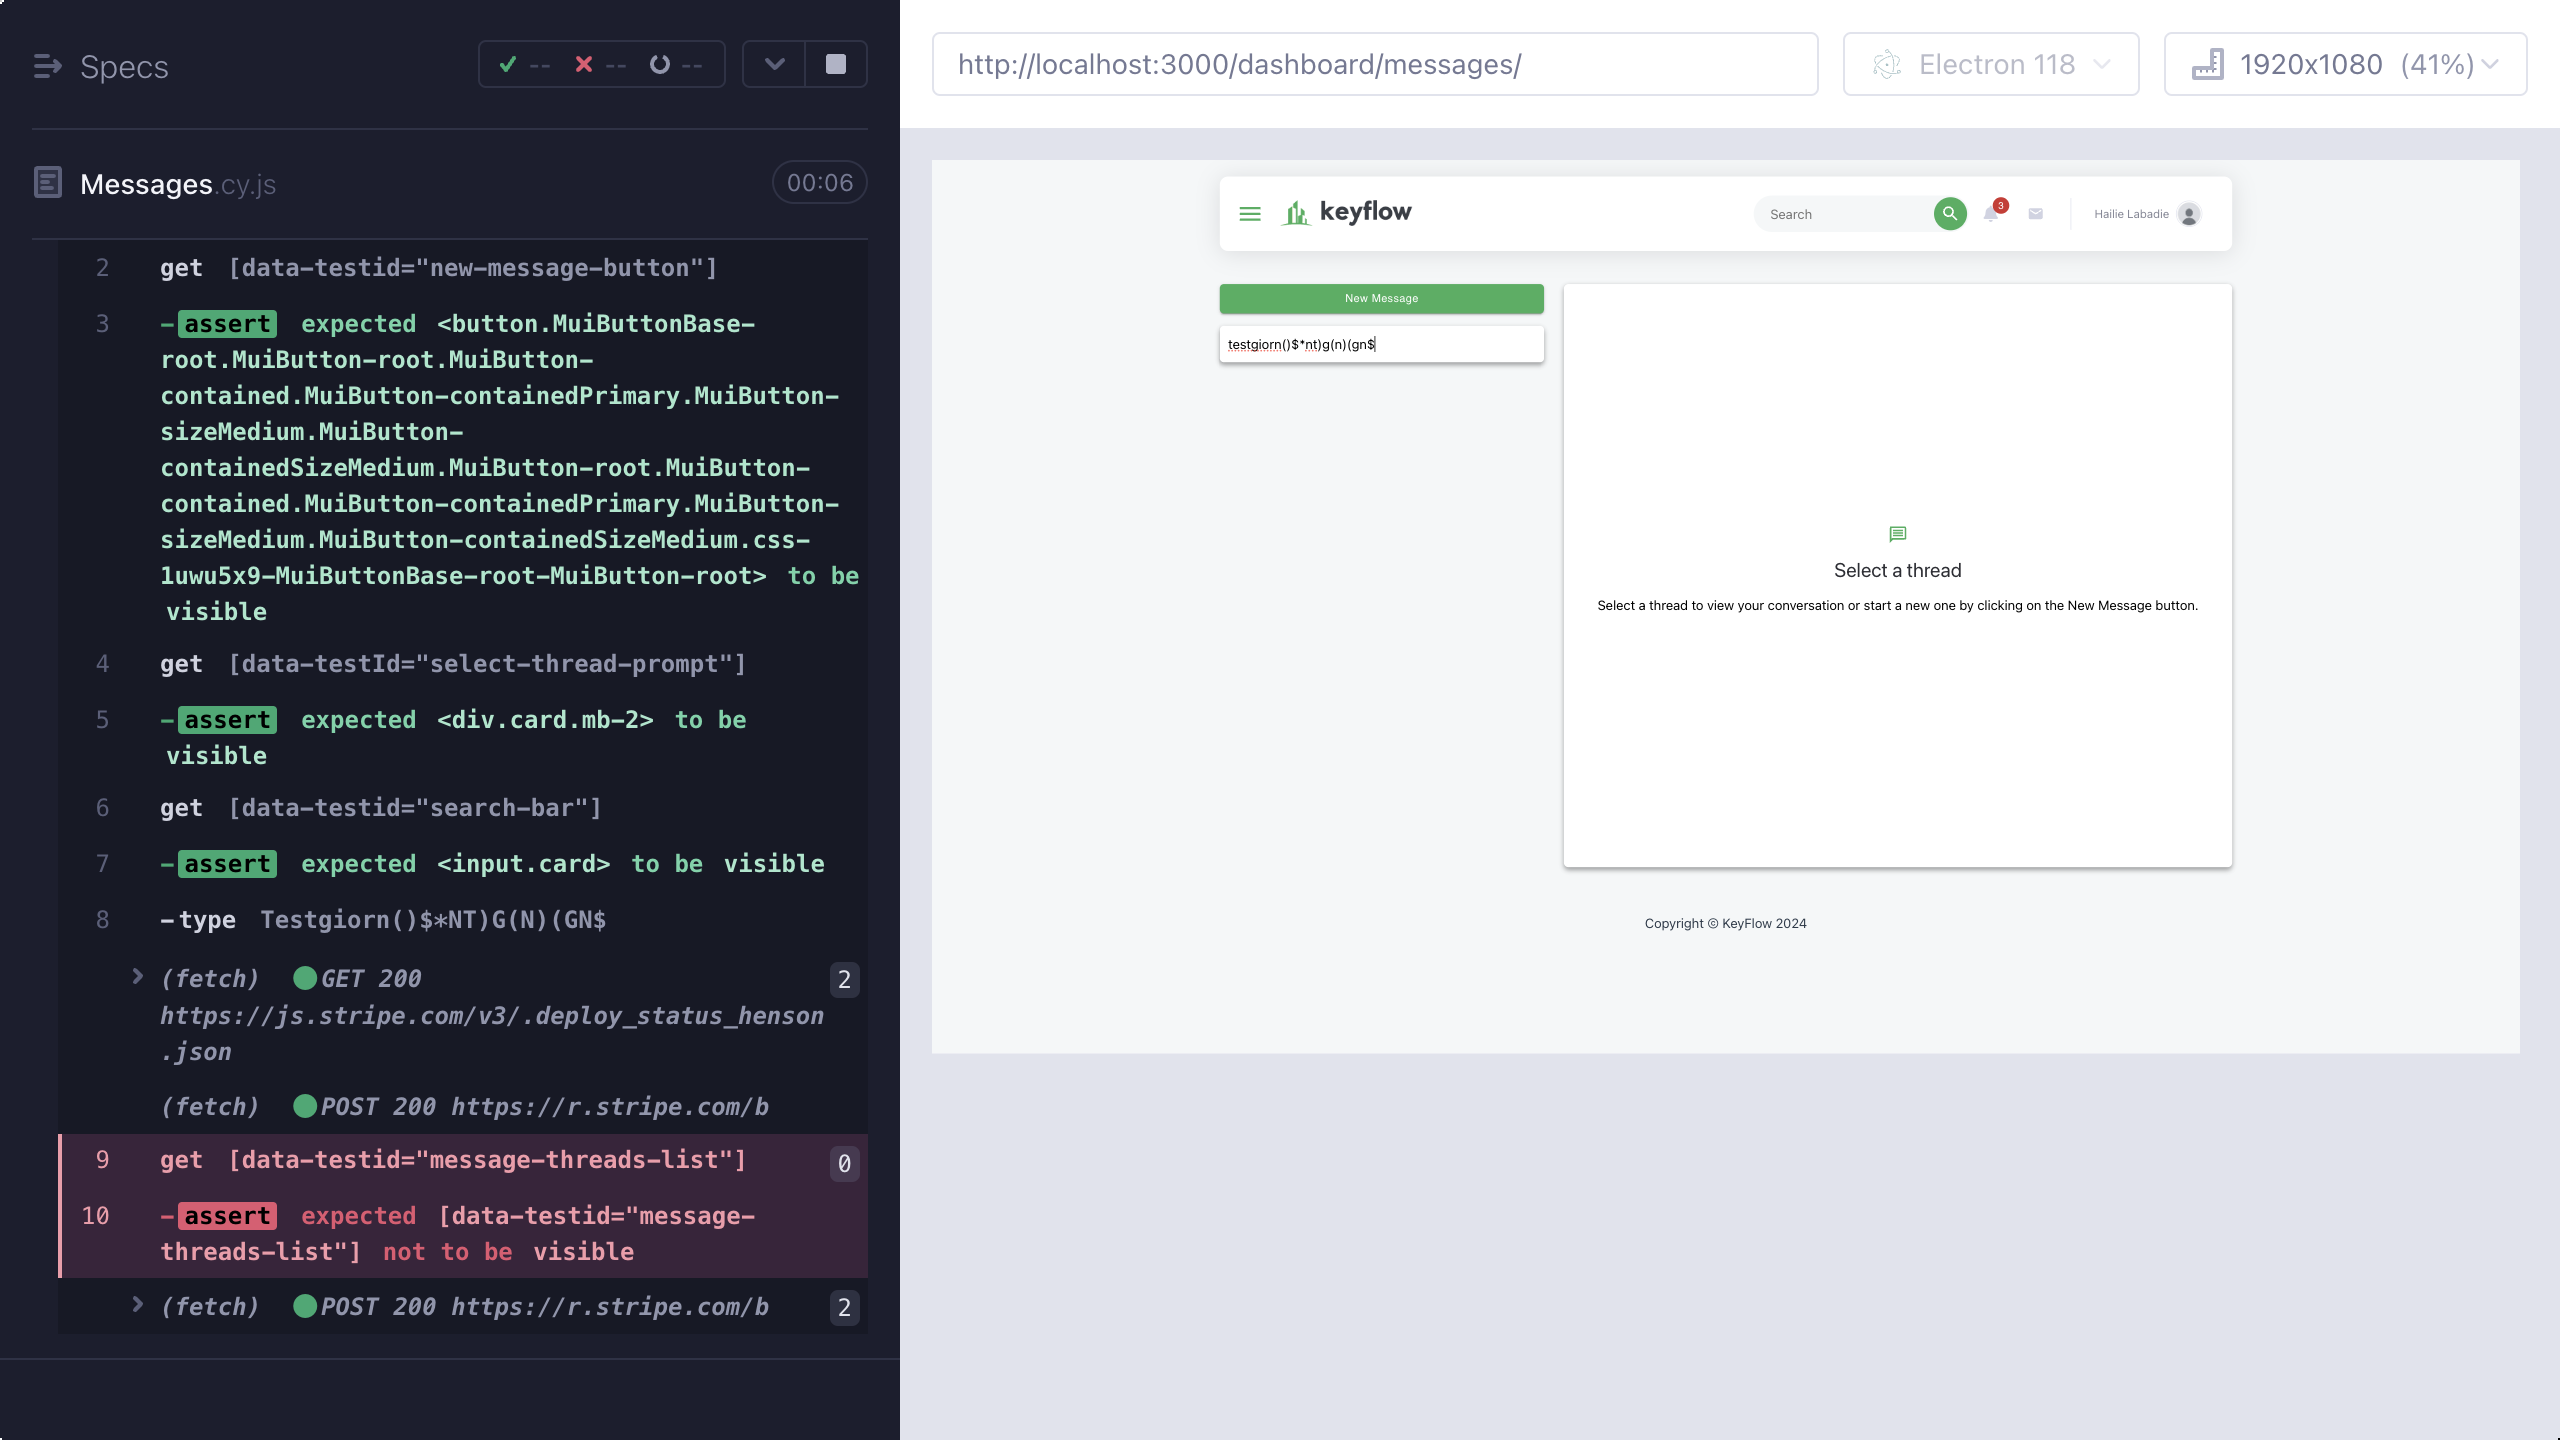 Specs
--
--
--
Messages.cy.js
00:06
2 get [data-testid="new-message-button"]
3 -assert expected <button.MuiButtonBase-
root.MuiButton-root.MuiButton-
contained.MuiButton-containedPrimary.MuiButton-
sizeMedium.MuiButton-
containedSizeMedium.MuiButton-root.MuiButton-
contained.MuiButton-containedPrimary.MuiButton-
sizeMedium.MuiButton-containedSizeMedium.css-
1uwu5x9-MuiButtonBase-root-MuiButton-root> to be
visible
4 get [data-testId="select-thread-prompt"]
5 -assert expected <div.card.mb-2> to be
visible
6 get [data-testid="search-bar"]
7 -assert expected <input.card> to be visible
8 -type Testgiorn()$*NT)G(N)(GN$
(fetch) GET 200 2
https://js.stripe.com/v3/.deploy_status_henson
.json
(fetch) POST 200 https://r.stripe.com/b
9 get [data-testid="message-threads-list"] 0
10 -assert expected [data-testid="message-
threads-list"] not to be visible
(fetch) POST 200 https://r.stripe.com/b 2
http://localhost:3000/dashboard/messages/
Electron 118
1920x1080 (41%)
keyflow
Search
3
Hailie Labadie
New Message
testgiorn()$*nt)g(n)(gn$
Select a thread
Select a thread to view your conversation or start a new one by clicking on the New Message button.
Copyright © KeyFlow 2024